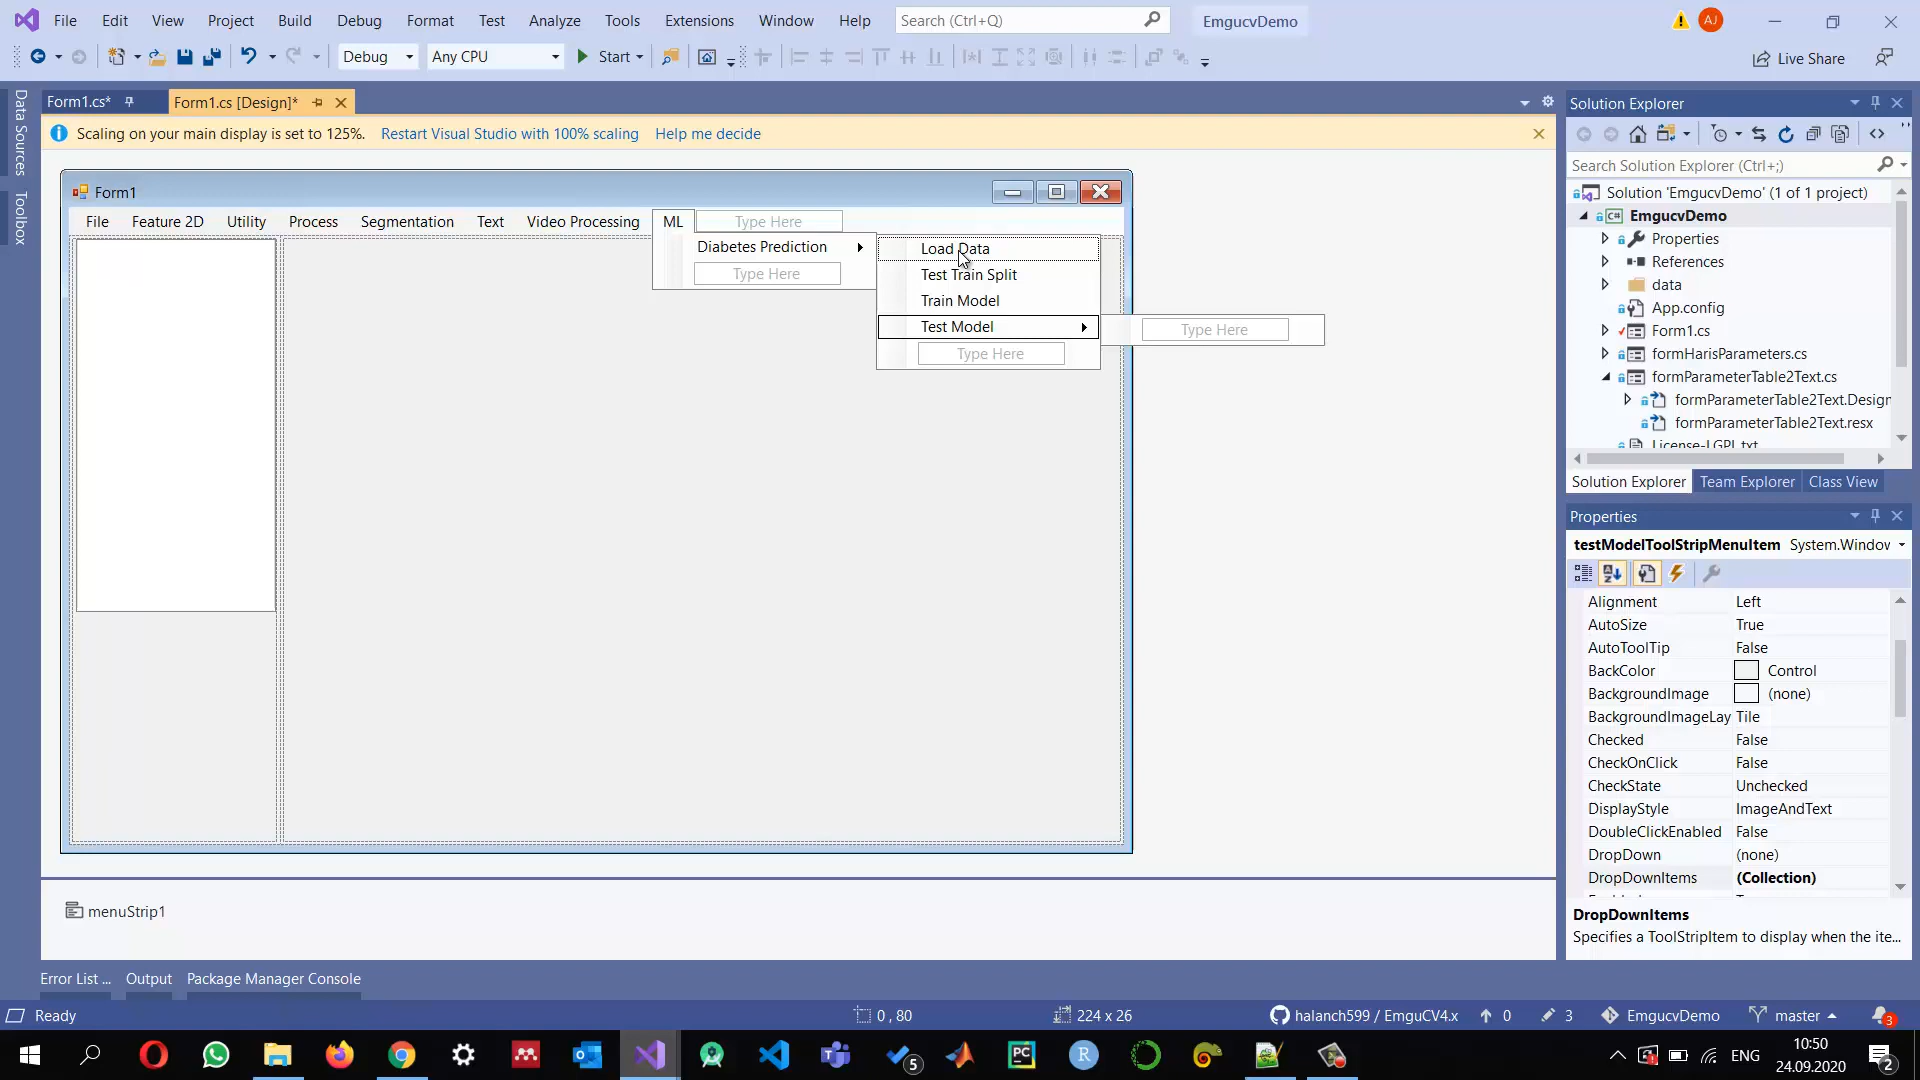 File Edit View Project Build Debug Format Test Analyze Tools Extensions Window Help Search (Ctrl+Q) EmgucvDemo AJ
Debug Any CPU Start Live Share
Data Sources
Toolbox
Form1.cs* Form1.cs [Design]*
Scaling on your main display is set to 125%. Restart Visual Studio with 100% scaling Help me decide
Form1
File Feature 2D Utility Process Segmentation Text Video Processing ML Type Here
Diabetes Prediction
Type Here
Load Data
Test Train Split
Train Model
Test Model
Type Here
Type Here
menuStrip1
Solution Explorer
Search Solution Explorer (Ctrl+;)
Solution 'EmgucvDemo' (1 of 1 project)
C# EmgucvDemo
Properties
References
data
App.config
Form1.cs
formHarisParameters.cs
formParameterTable2Text.cs
formParameterTable2Text.Design
formParameterTable2Text.resx
License-LGPL.txt
Solution Explorer Team Explorer Class View
Properties
testModelToolStripMenuItem System.Window
Alignment Left
AutoSize True
AutoToolTip False
BackColor Control
BackgroundImage (none)
BackgroundImageLay Tile
Checked False
CheckOnClick False
CheckState Unchecked
DisplayStyle ImageAndText
DoubleClickEnabled False
DropDown (none)
DropDownItems (Collection)
DropDownItems
Specifies a ToolStripItem to display when the ite...
Error List ... Output Package Manager Console
Ready 0 , 80 224 x 26 halanch599 / EmguCV4.x 0 3 EmgucvDemo master 3
5 PC R ENG 10:50
24.09.2020 2